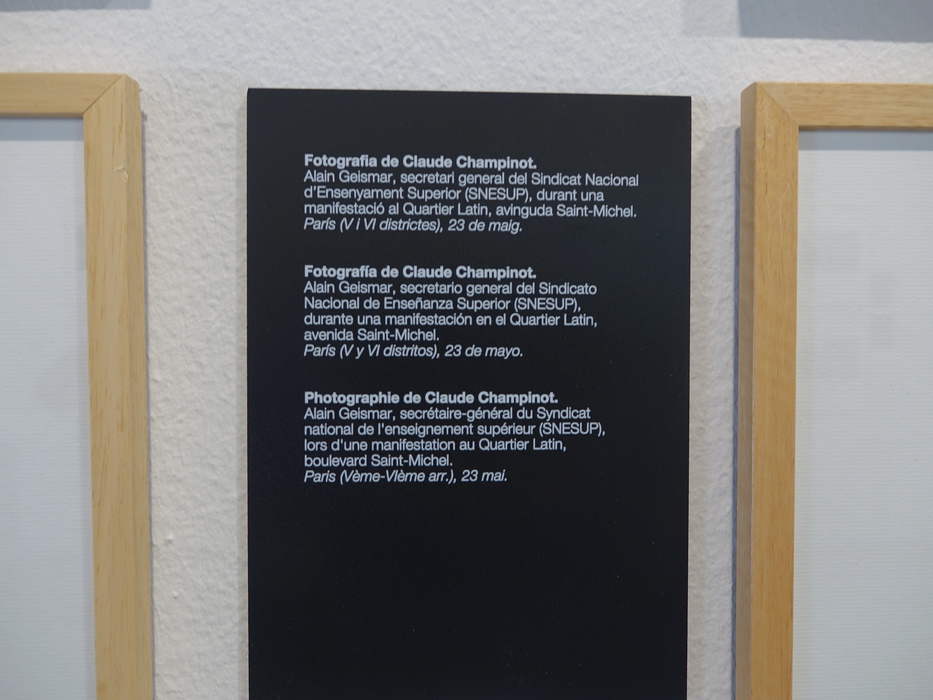 Fotografia de Claude Champinot.
Alain Geismar, secretari general del Sindicat Nacional
d'Ensenyament Superior (SNESUP), durant una
manifestació al Quartier Latin, avinguda Saint-Michel.
París (V i VI districtes), 23 de maig.
Fotografía de Claude Champinot.
Alain Geismar, secretario general del Sindicato
Nacional de Enseñanza Superior (SNESUP),
durante una manifestación en el Quartier Latin,
avenida Saint-Michel.
París (V y VI distritos), 23 de mayo.
Photographie de Claude Champinot.
Alain Geismar, secrétaire-général du Syndicat
national de l'enseignement supérieur (SNESUP),
lors d'une manifestation au Quartier Latin,
boulevard Saint-Michel.
Paris (Vème-VIème arr.), 23 mai.